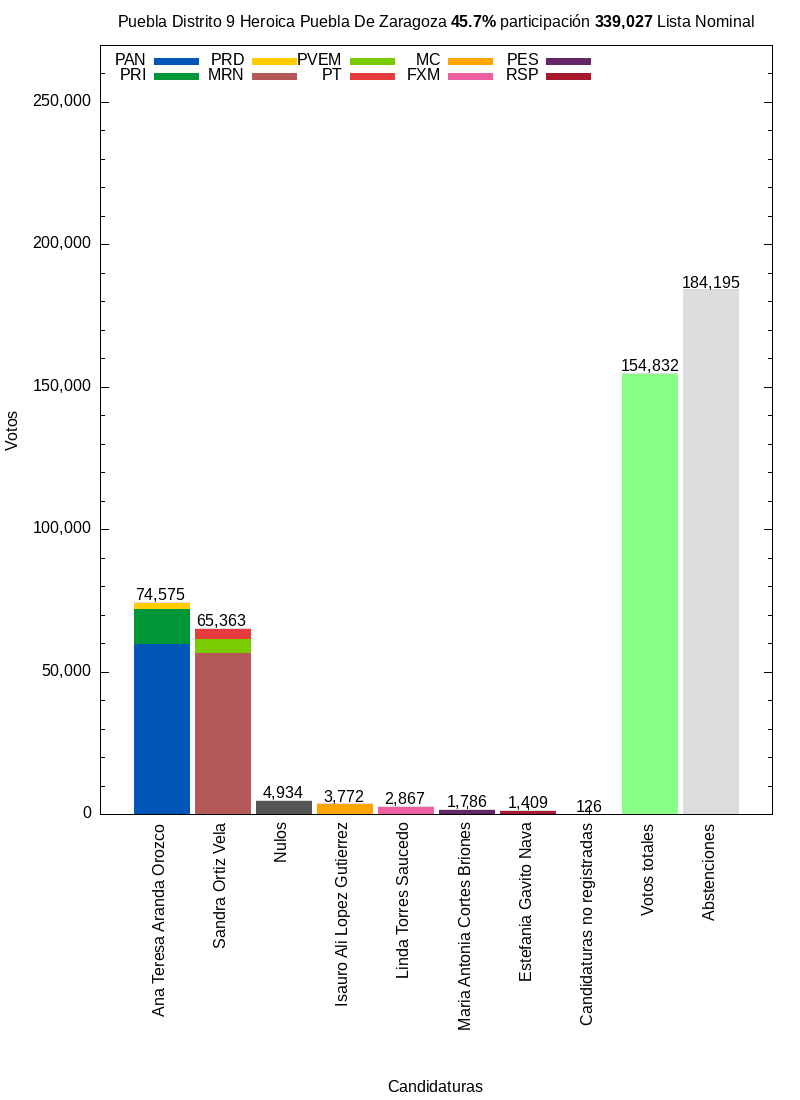 Puebla Distrito 9 Heroica Puebla De Zaragoza 45.7% participación 339,027 Lista Nominal
PAN PRD PVEM MC PES
PRI MRN PT FXM RSP
250,000
200,000
150,000
100,000
50,000
0
Votos
74,575
65,363
4,934
3,772
2,867
1,786
1,409
126
154,832
184,195
Ana Teresa Aranda Orozco
Sandra Ortiz Vela
Nulos
Isauro Ali Lopez Gutierrez
Linda Torres Saucedo
Maria Antonia Cortes Briones
Estefania Gavito Nava
Candidaturas no registradas
Votos totales
Abstenciones
Candidaturas